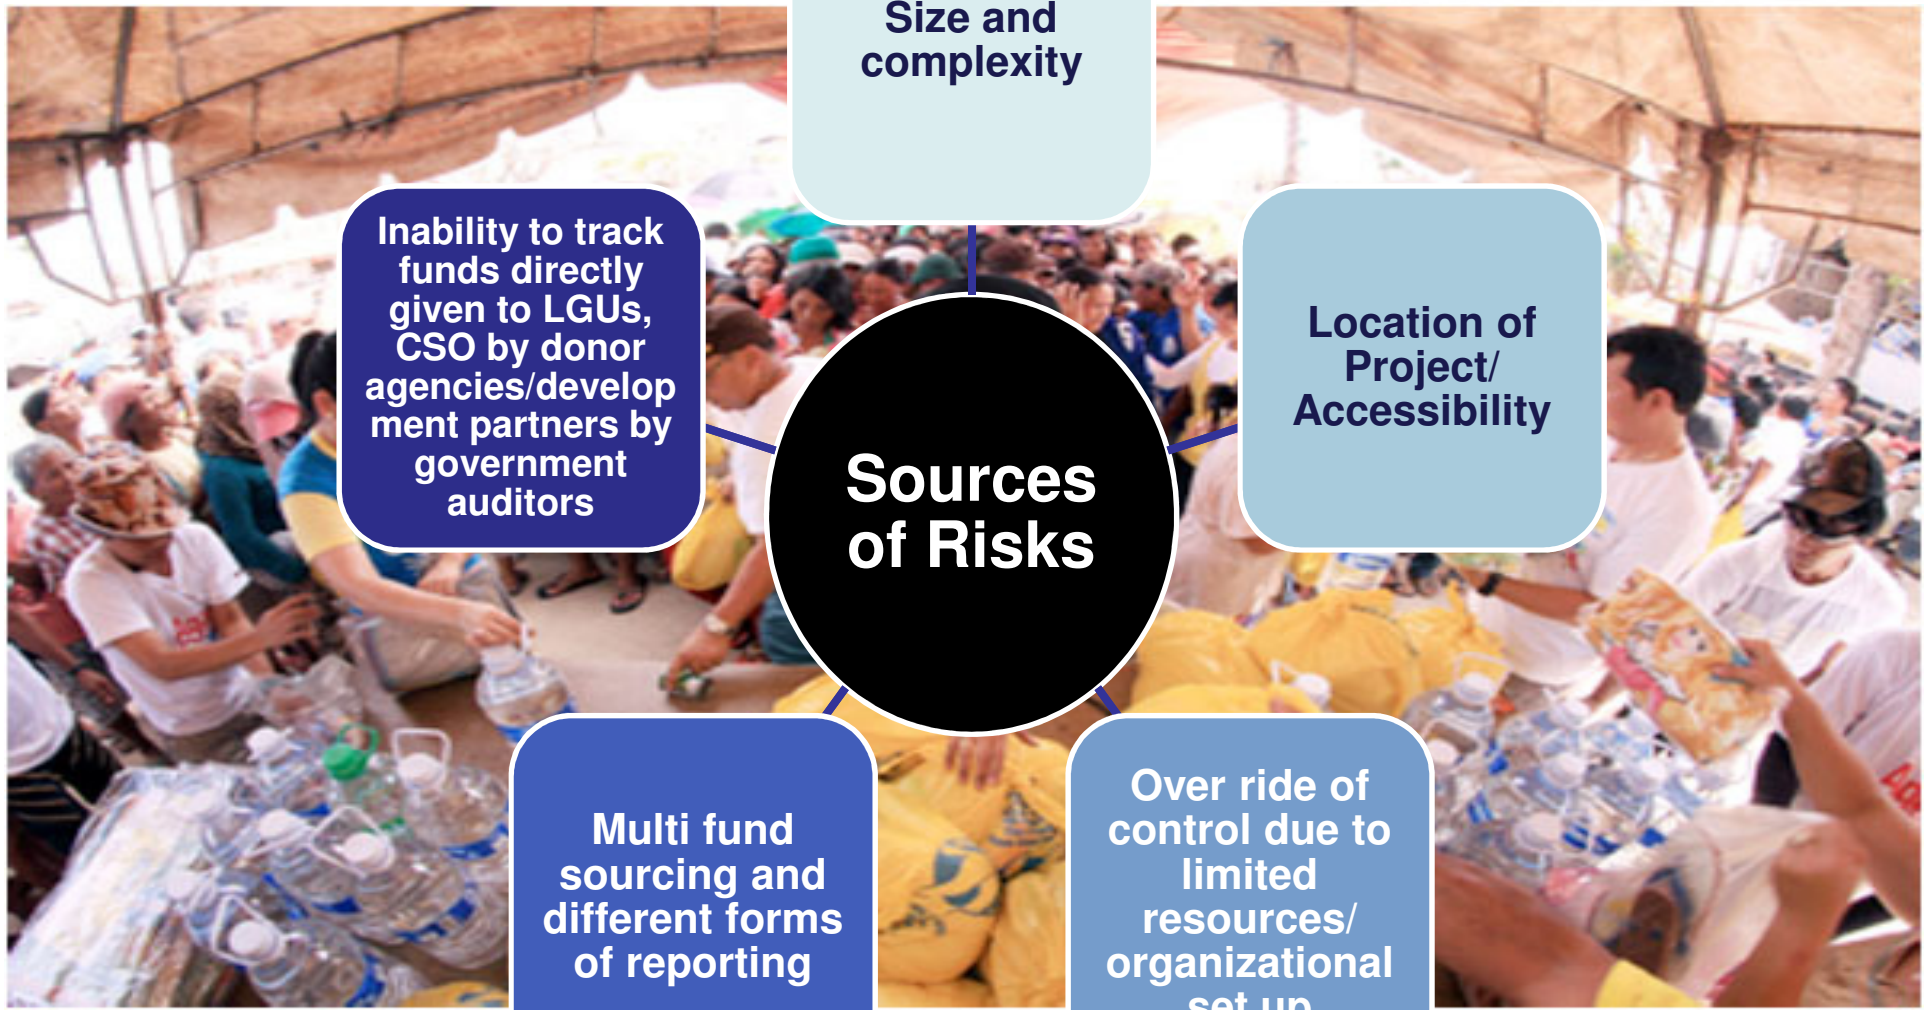 Size and
complexity
Inability to track
funds directly
given to LGUs,
CSO by donor
agencies/develop
ment partners by
government
auditors
Location of
Project/
Accessibility
Sources
of Risks
Multi fund
sourcing and
different forms
of reporting
Over ride of
control due to
limited
resources/
organizational
set up